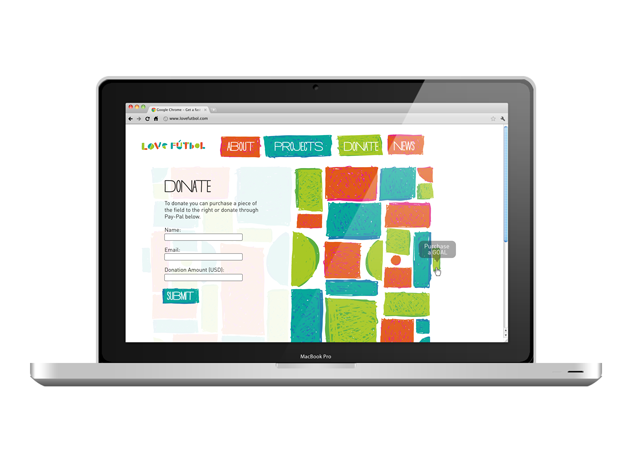 Google Chrome - Get a fas
www.lovefutbol.com
LOVE FÚTBOL
ABOUT
PROJECTS
DONATE
NEWS
DONATE
To donate you can purchase a piece of
the field to the right or donate through
Pay-Pal below.
Name:
Email:
Donation Amount (USD):
SUBMIT
Purchase
a GOAL
MacBook Pro